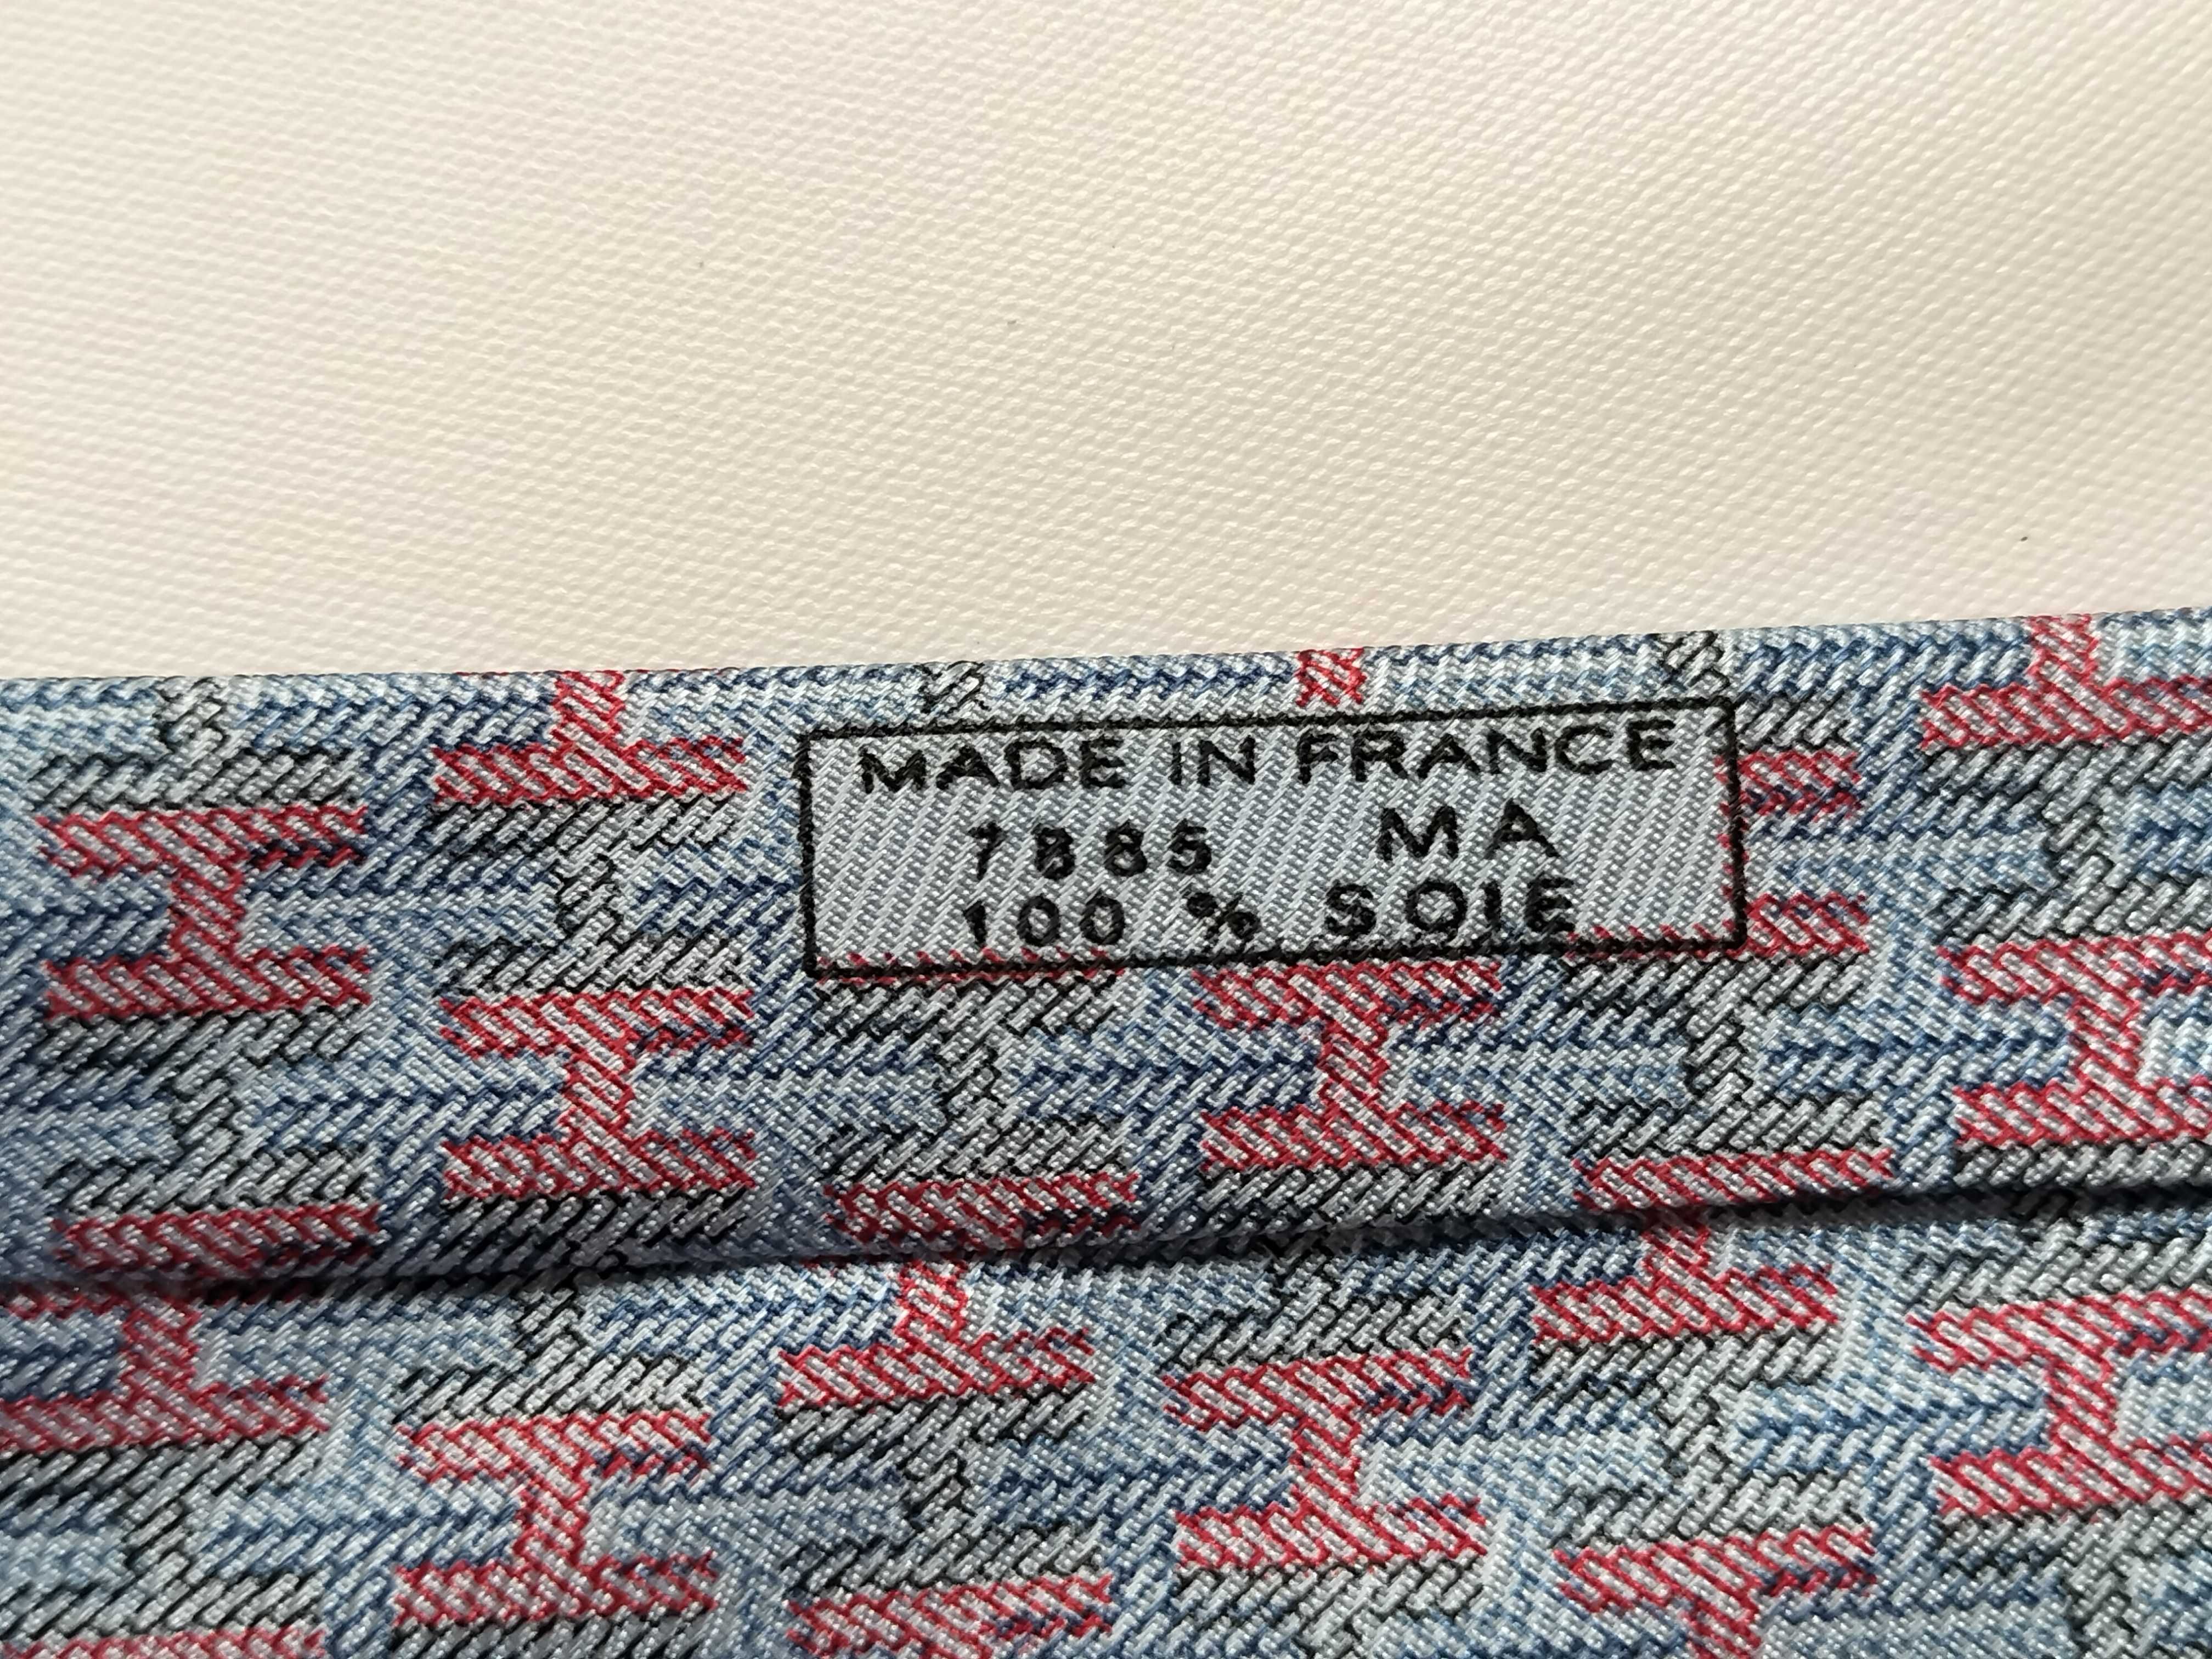 MADE IN FRANCE
7885 MA
100 % SOIE